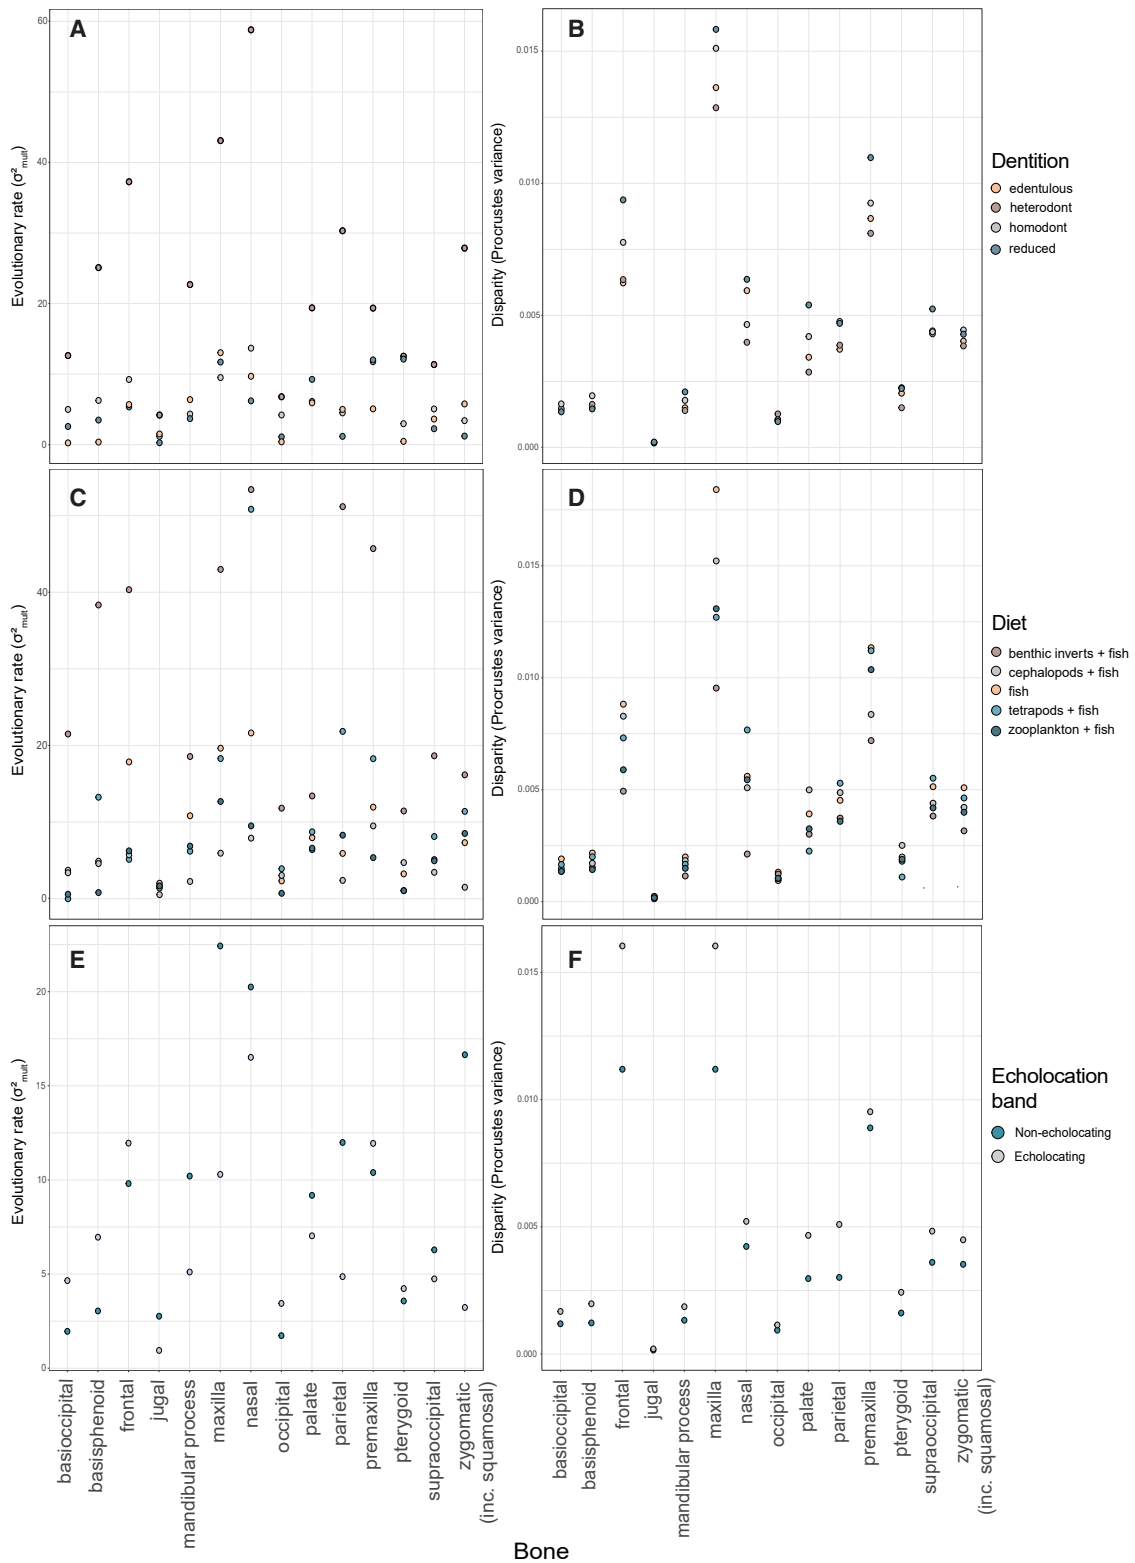 A
B
60
40
20
0
Evolutionary rate (σ²mult)
0.015
0.010
0.005
0.000
Disparity (Procrustes variance)
Dentition
edentulous
heterodont
homodont
reduced
C
D
40
20
0
Evolutionary rate (σ²mult)
0.015
0.010
0.005
0.000
Disparity (Procrustes variance)
Diet
benthic inverts + fish
cephalopods + fish
fish
tetrapods + fish
zooplankton + fish
E
F
20
15
10
5
0
Evolutionary rate (σ²mult)
0.015
0.010
0.005
0.000
Disparity (Procrustes variance)
Echolocation
band
Non-echolocating
Echolocating
basioccipital
basisphenoid
frontal
jugal
mandibular process
maxilla
nasal
occipital
palate
parietal
premaxilla
pterygoid
supraoccipital
zygomatic
(inc. squamosal)
basioccipital
basisphenoid
frontal
jugal
mandibular process
maxilla
nasal
occipital
palate
parietal
premaxilla
pterygoid
supraoccipital
zygomatic
(inc. squamosal)
Bone